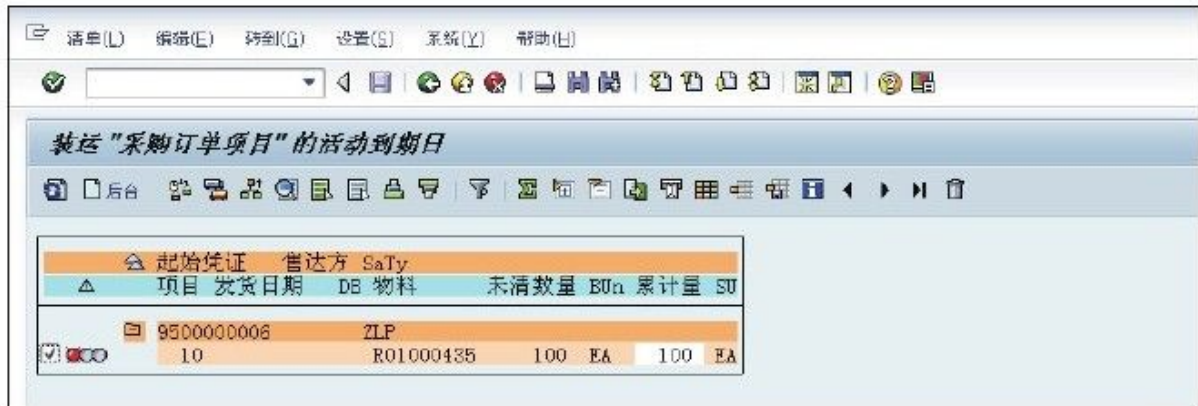 清单(L) 编辑(E) 转到(G) 设置(S) 系统(Y) 帮助(H)
装运"采购订单项目"的活动到期日
后台
起始凭证 售达方 SaTy
项目 发货日期 DB 物料 未清数量 BUn 累计量 SU
9500000006 ZLP
10 R01000435 100 EA 100 EA